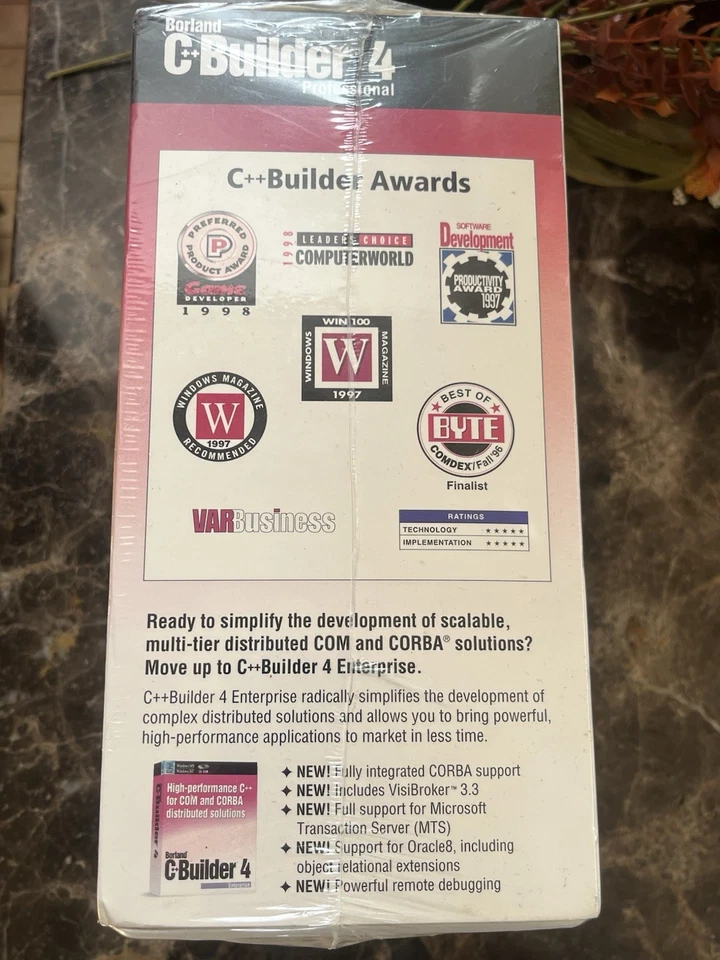 Borland
C++Builder 4
Professional
C++Builder Awards
PREFERRED
P
PRODUCT AWARD
Game
DEVELOPER
1998
1998
LEADERS CHOICE
COMPUTERWORLD
SOFTWARE
Development
PRODUCTIVITY
AWARD
1997
WIN 100
WINDOWS
W
MAGAZINE
1997
WINDOWS MAGAZINE
W
1997
RECOMMENDED
BEST OF
BYTE
COMDEX/Fall '96
Finalist
VARBusiness
RATINGS
TECHNOLOGY ★★★★★
IMPLEMENTATION ★★★★★
Ready to simplify the development of scalable,
multi-tier distributed COM and CORBA® solutions?
Move up to C++Builder 4 Enterprise.
C++Builder 4 Enterprise radically simplifies the development of
complex distributed solutions and allows you to bring powerful,
high-performance applications to market in less time.
High-performance C++
for COM and CORBA
distributed solutions
C++Builder 4
Borland
C++Builder 4
Enterprise
✦ NEW! Fully integrated CORBA support
✦ NEW! Includes VisiBroker™ 3.3
✦ NEW! Full support for Microsoft
Transaction Server (MTS)
✦ NEW! Support for Oracle8, including
object relational extensions
✦ NEW! Powerful remote debugging